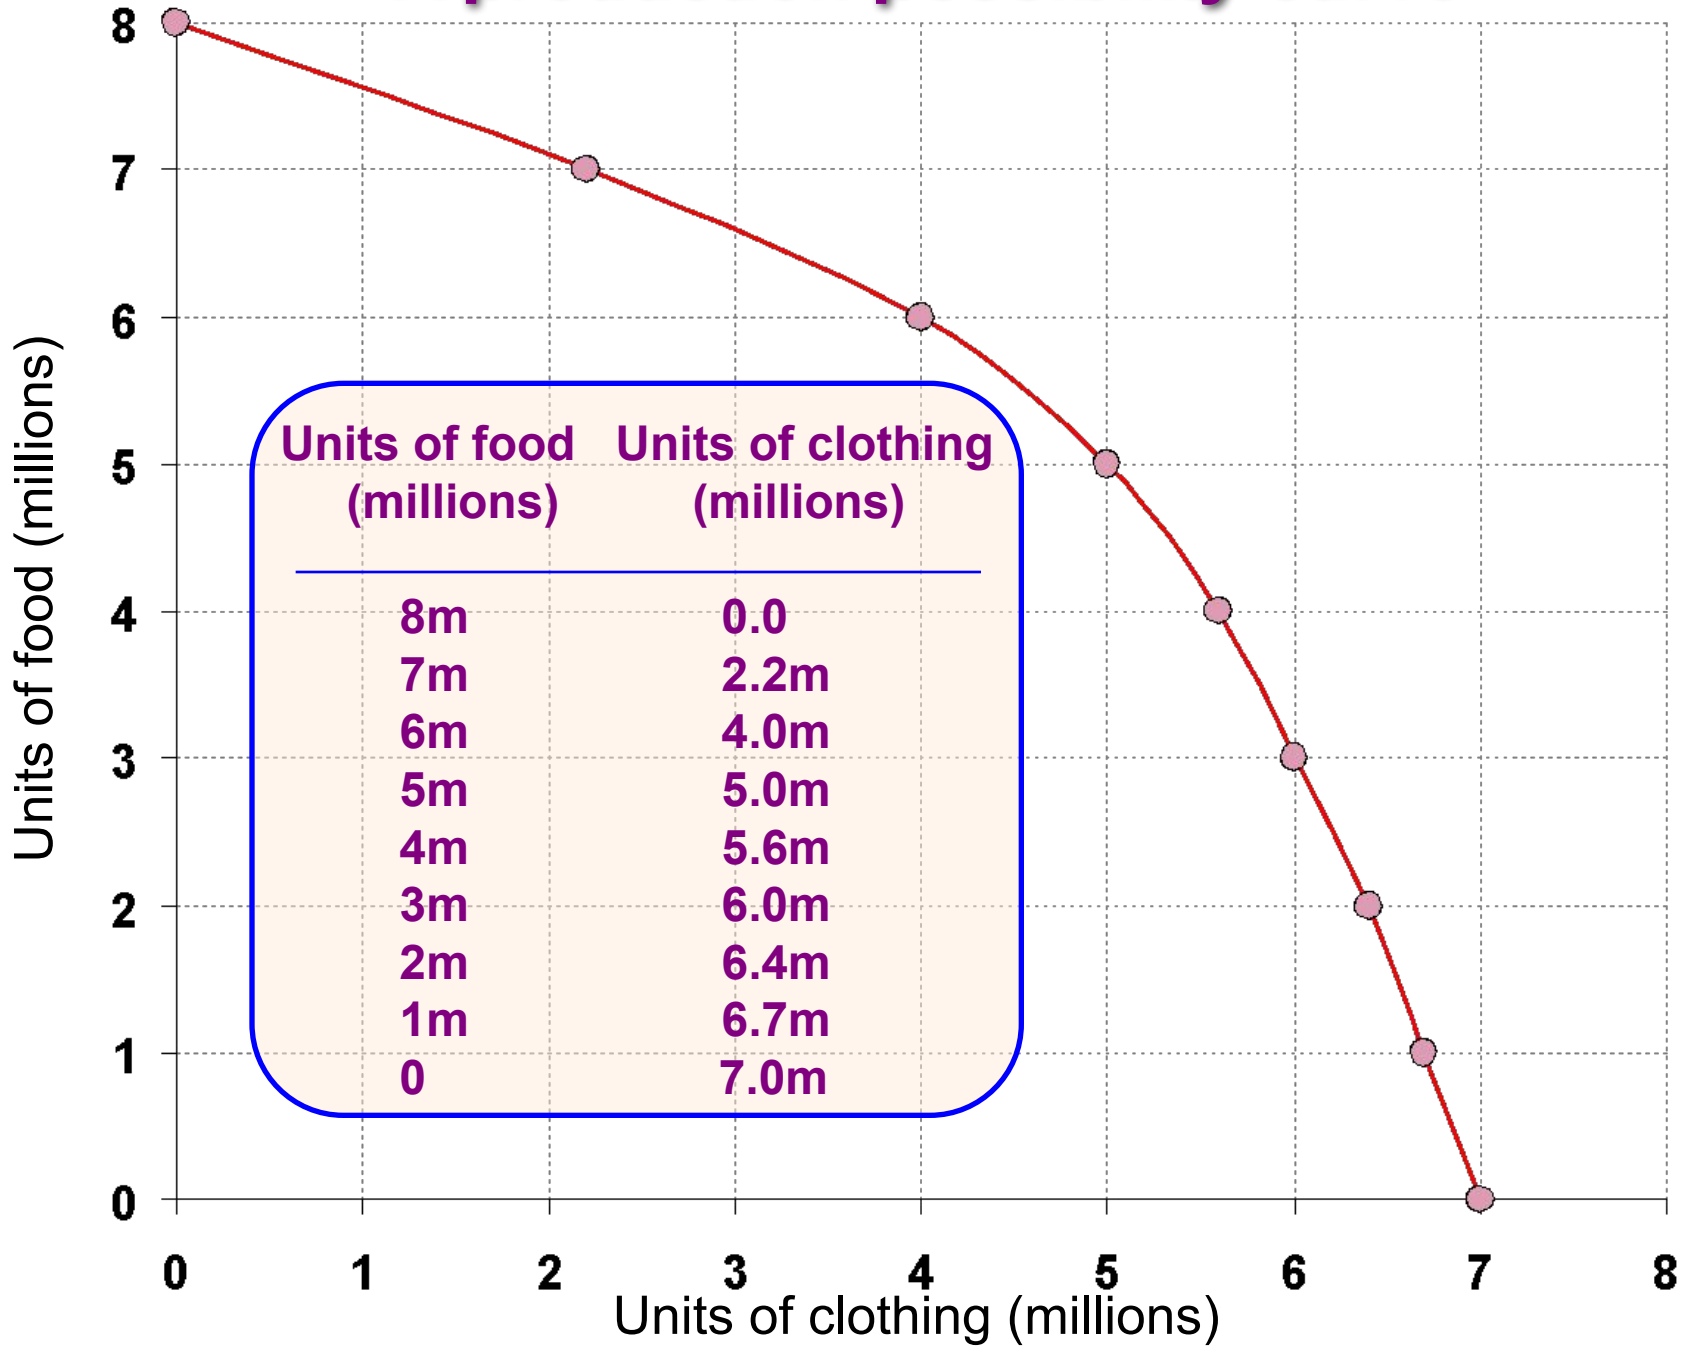 8
7
6
5
4
3
2
1
0
Units of food (millions)
Units of food Units of clothing
(millions) (millions)
8m 0.0
7m 2.2m
6m 4.0m
5m 5.0m
4m 5.6m
3m 6.0m
2m 6.4m
1m 6.7m
0 7.0m
0 1 2 3 4 5 6 7 8
Units of clothing (millions)